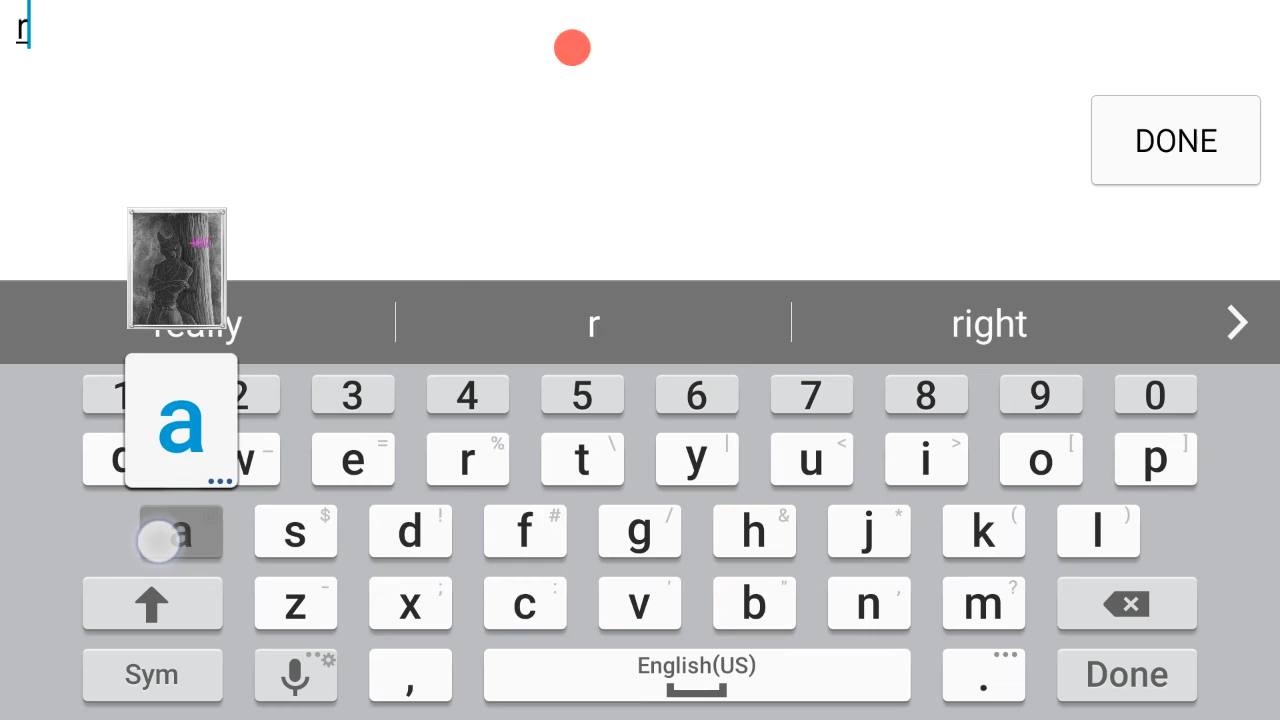 r
DONE
really r right
1 2 3 4 5 6 7 8 9 0
q w – e = r % t \ y | u < i > o [ p ]
a
a s $ d ! f # g / h & j * k ( l )
z - x ; c : v ' b " n , m ?
Sym , English(US) . Done